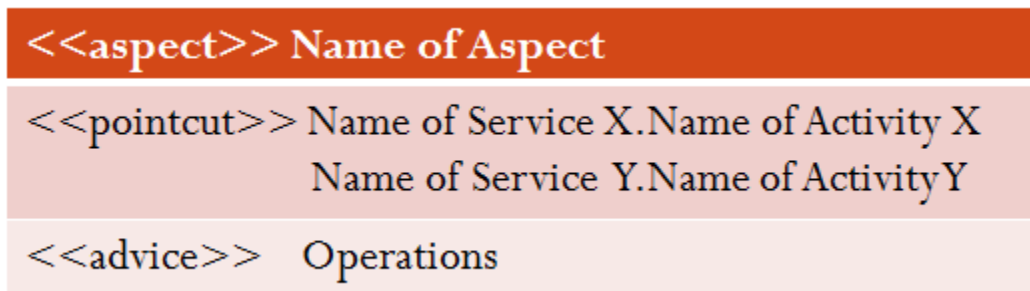 <<aspect>> Name of Aspect
<<pointcut>> Name of Service X.Name of Activity X
Name of Service Y.Name of Activity Y
<<advice>> Operations